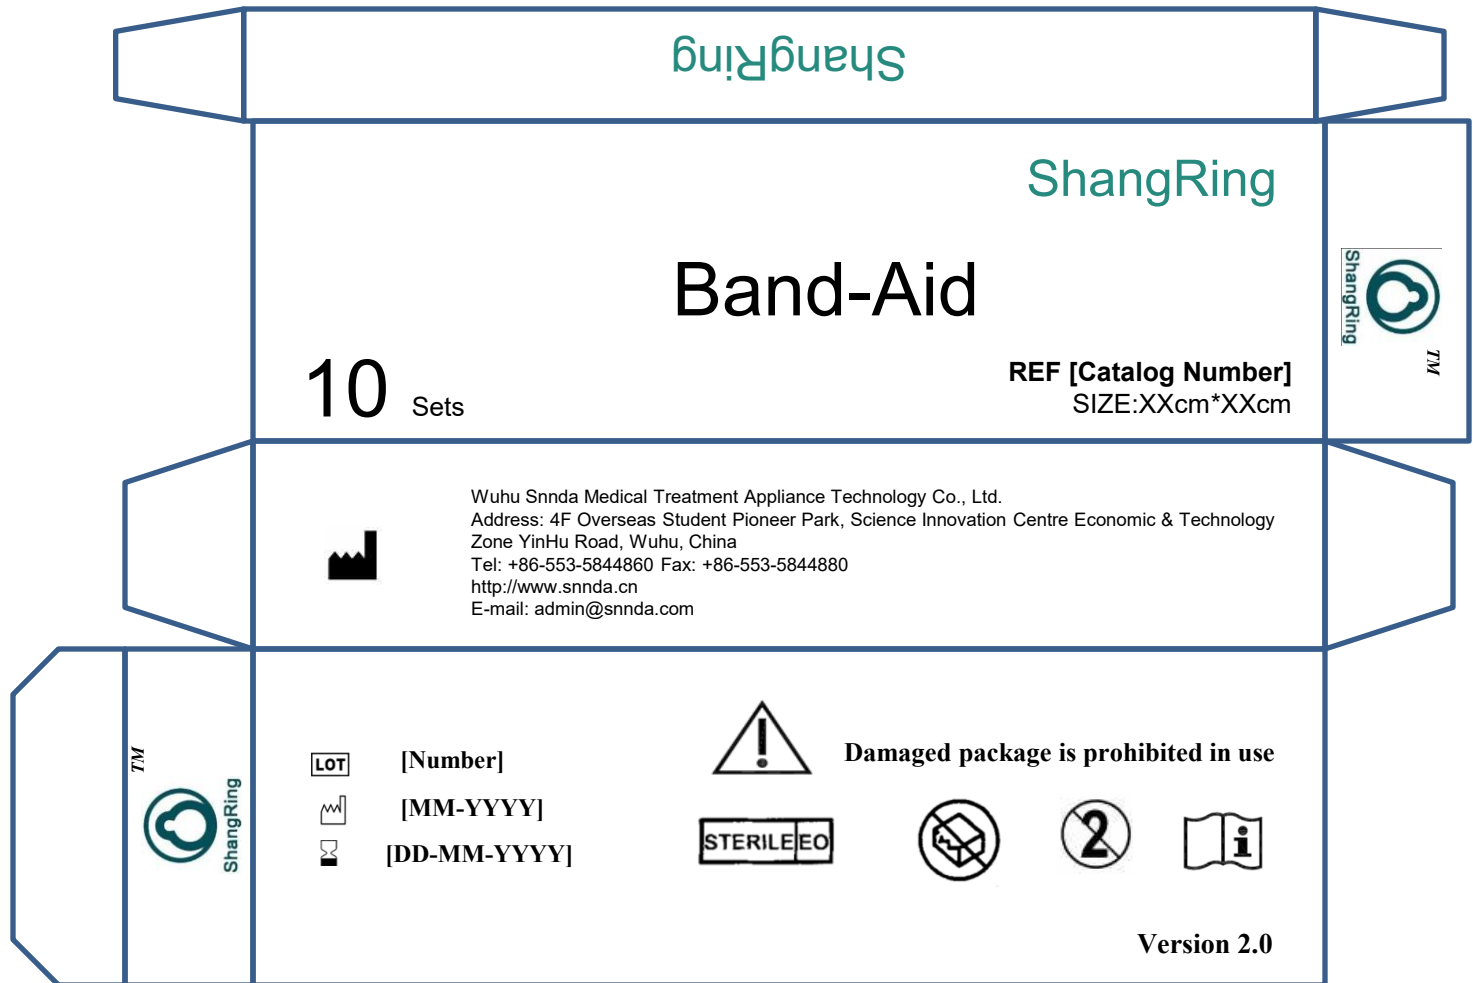 ShangRing
ShangRing
Band-Aid
10 Sets
REF [Catalog Number]
SIZE:XXcm*XXcm
ShangRing
TM
Wuhu Snnda Medical Treatment Appliance Technology Co., Ltd.
Address: 4F Overseas Student Pioneer Park, Science Innovation Centre Economic & Technology
Zone YinHu Road, Wuhu, China
Tel: +86-553-5844860 Fax: +86-553-5844880
http://www.snnda.cn
E-mail: admin@snnda.com
TM
ShangRing
LOT [Number]
[MM-YYYY]
[DD-MM-YYYY]
! Damaged package is prohibited in use
STERILE EO
2
i
Version 2.0